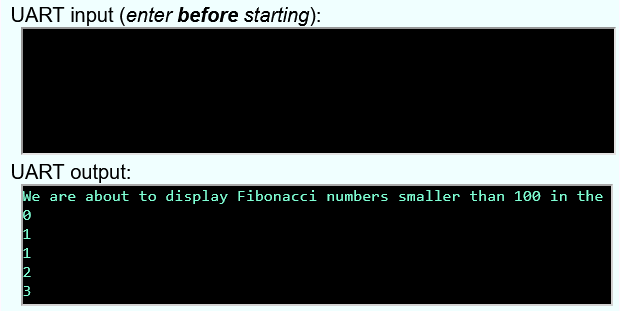 UART input (enter before starting):
UART output:
We are about to display Fibonacci numbers smaller than 100 in the
0
1
1
2
3